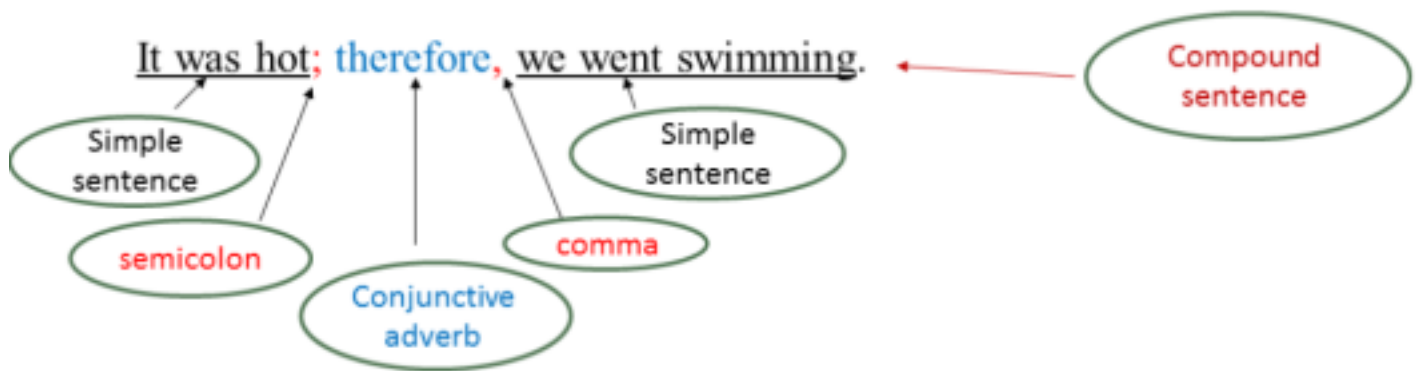 It was hot; therefore, we went swimming.
Compound
sentence
Simple
sentence
Simple
sentence
semicolon
comma
Conjunctive
adverb